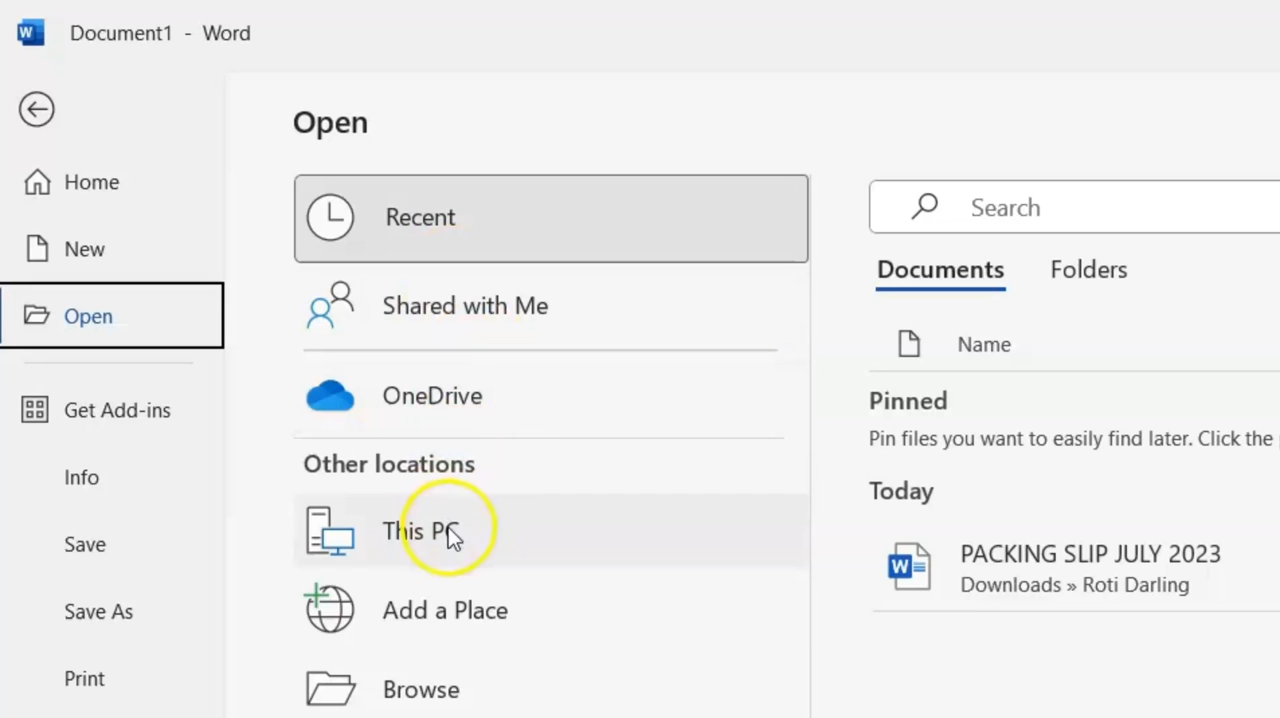 Document1 - Word
Home
New
Open
Get Add-ins
Info
Save
Save As
Print
Open
Recent
Shared with Me
OneDrive
Other locations
This PC
Add a Place
Browse
Search
Documents Folders
Name
Pinned
Pin files you want to easily find later. Click the
Today
W PACKING SLIP JULY 2023
Downloads » Roti Darling